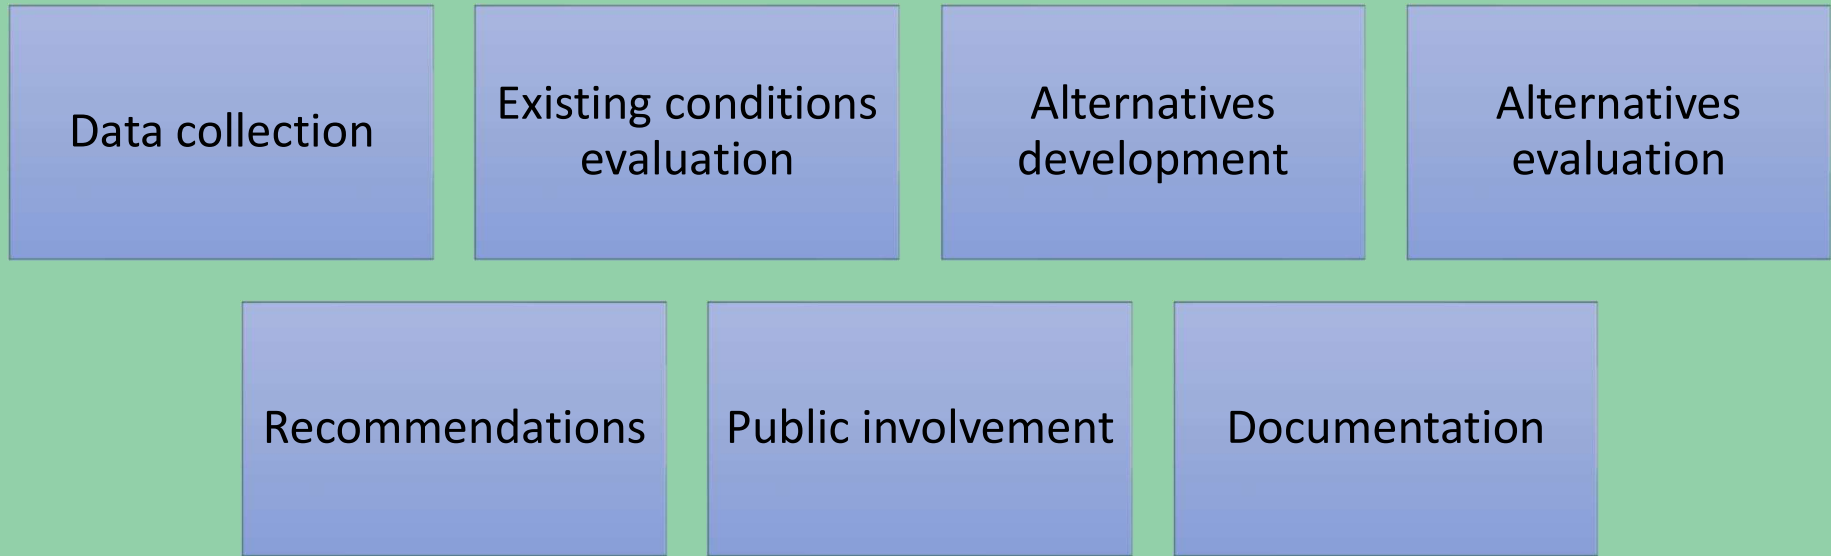 Data collection
Existing conditions
evaluation
Alternatives
development
Alternatives
evaluation
Recommendations
Public involvement
Documentation